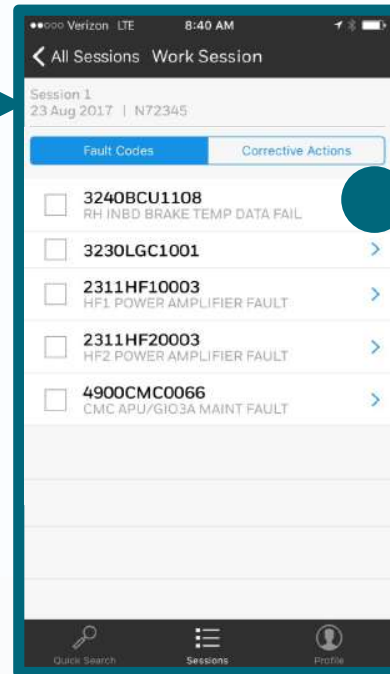 Verizon LTE 8:40 AM
All Sessions Work Session
Session 1
23 Aug 2017 | N72345
Fault Codes Corrective Actions
3240BCU1108
RH INBD BRAKE TEMP DATA FAIL
3230LGC1001
2311HF10003
HF1 POWER AMPLIFIER FAULT
2311HF20003
HF2 POWER AMPLIFIER FAULT
4900CMC0066
CMC APU/GIO3A MAINT FAULT
Quick Search Sessions Profile